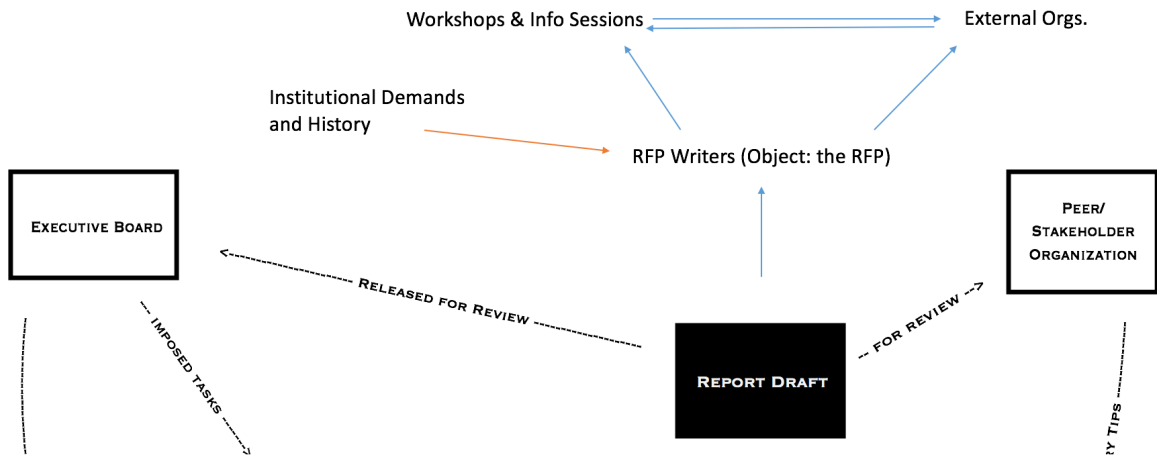 Workshops & Info Sessions
External Orgs.
Institutional Demands
and History
RFP Writers (Object: the RFP)
Executive Board
Peer/
Stakeholder
Organization
Released for Review
for review
imposed tasks
Report Draft
Tips